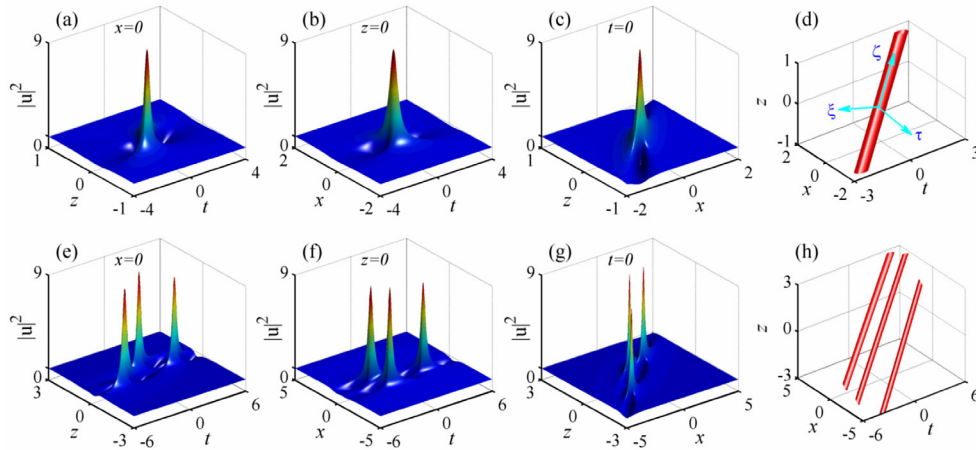 (a) x=0
9
|u|²
0
1
0
z
-1 -4
0
t
4
(b) z=0
9
|u|²
0
2
0
x
-2 -4
0
t
4
(c) t=0
9
|u|²
0
1
0
z
-1 -2
0
x
2
(d)
ζ
ξ
τ
1
z 0
-1
2
x 0
-2 -3
0
t
3
(e) x=0
9
|u|²
0
3
0
z
-3 -6
0
t
6
(f) z=0
9
|u|²
0
5
0
x
-5 -6
0
t
6
(g) t=0
9
|u|²
0
3
0
z
-3 -5
0
x
5
(h)
3
z 0
-3
5
x 0
-5 -6
0
t
6